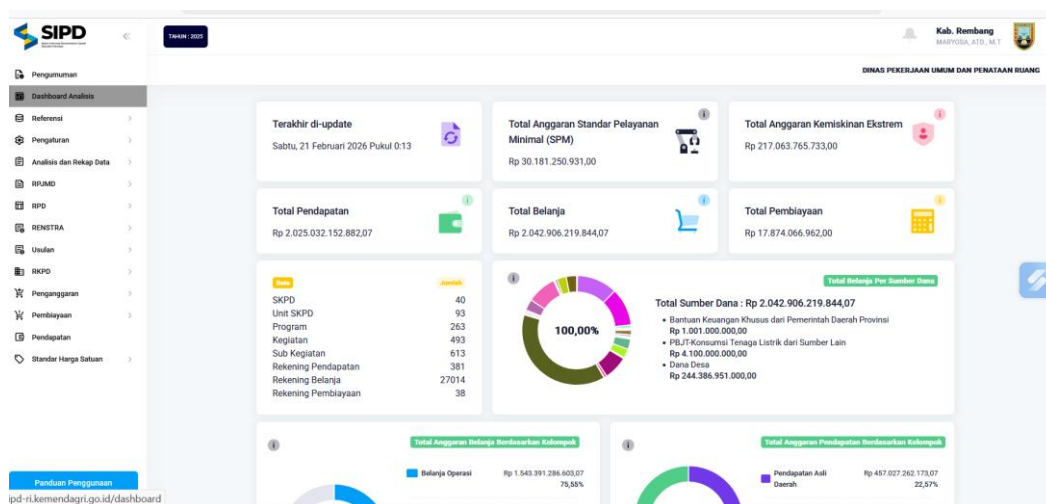 SIPD
TAHUN : 2025
Kab. Rembang
MARYOSA, ATD., M.T
DINAS PEKERJAAN UMUM DAN PENATAAN RUANG
Pengumuman
Dashboard Analisis
Referensi
Pengaturan
Analisis dan Rekap Data
RPJMD
RPD
RENSTRA
Usulan
RKPD
Penganggaran
Pembiayaan
Pendapatan
Standar Harga Satuan
Panduan Penggunaan
ipd-ri.kemendagri.go.id/dashboard
Terakhir di-update
Sabtu, 21 Februari 2026 Pukul 0:13
Total Anggaran Standar Pelayanan
Minimal (SPM)
Rp 30.181.250.931,00
Total Anggaran Kemiskinan Ekstrem
Rp 217.063.765.733,00
Total Pendapatan
Rp 2.025.032.152.882,07
Total Belanja
Rp 2.042.906.219.844,07
Total Pembiayaan
Rp 17.874.066.962,00
Data Jumlah
SKPD 40
Unit SKPD 93
Program 263
Kegiatan 493
Sub Kegiatan 613
Rekening Pendapatan 381
Rekening Belanja 27014
Rekening Pembiayaan 38
100,00%
Total Belanja Per Sumber Dana
Total Sumber Dana : Rp 2.042.906.219.844,07
• Bantuan Keuangan Khusus dari Pemerintah Daerah Provinsi
Rp 1.001.000.000,00
• PBJT-Konsumsi Tenaga Listrik dari Sumber Lain
Rp 4.100.000.000,00
• Dana Desa
Rp 244.386.951.000,00
Total Anggaran Belanja Berdasarkan Kelompok
Belanja Operasi Rp 1.543.391.286.603,07
75,55%
Total Anggaran Pendapatan Berdasarkan Kelompok
Pendapatan Asli Rp 457.027.262.173,07
Daerah 22,57%